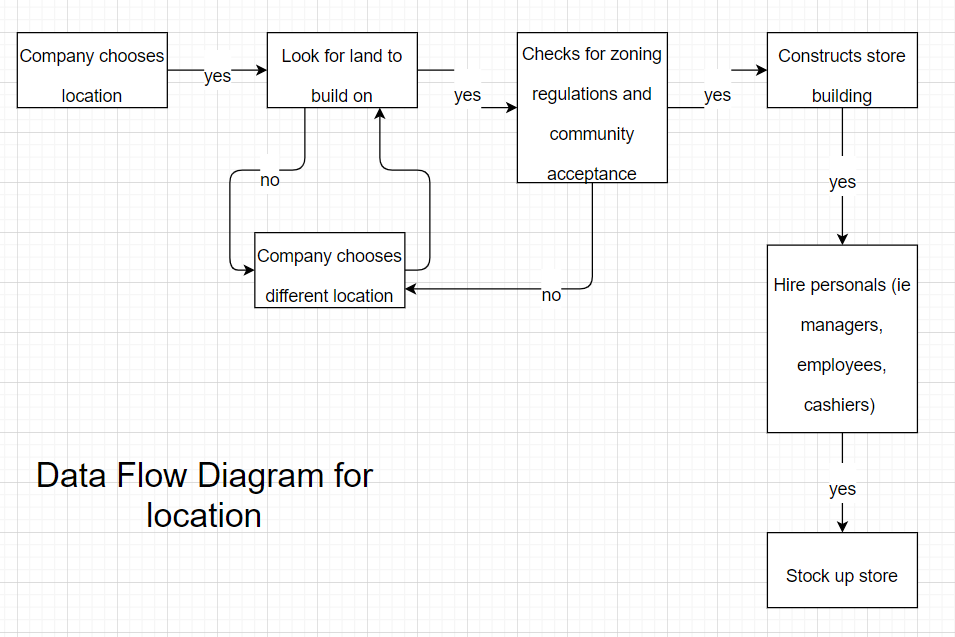 Company chooses
location
yes
Look for land to
build on
yes
Checks for zoning
regulations and
community
acceptance
yes
Constructs store
building
no
Company chooses
different location
no
yes
Hire personals (ie
managers,
employees,
cashiers)
yes
Stock up store
Data Flow Diagram for
location